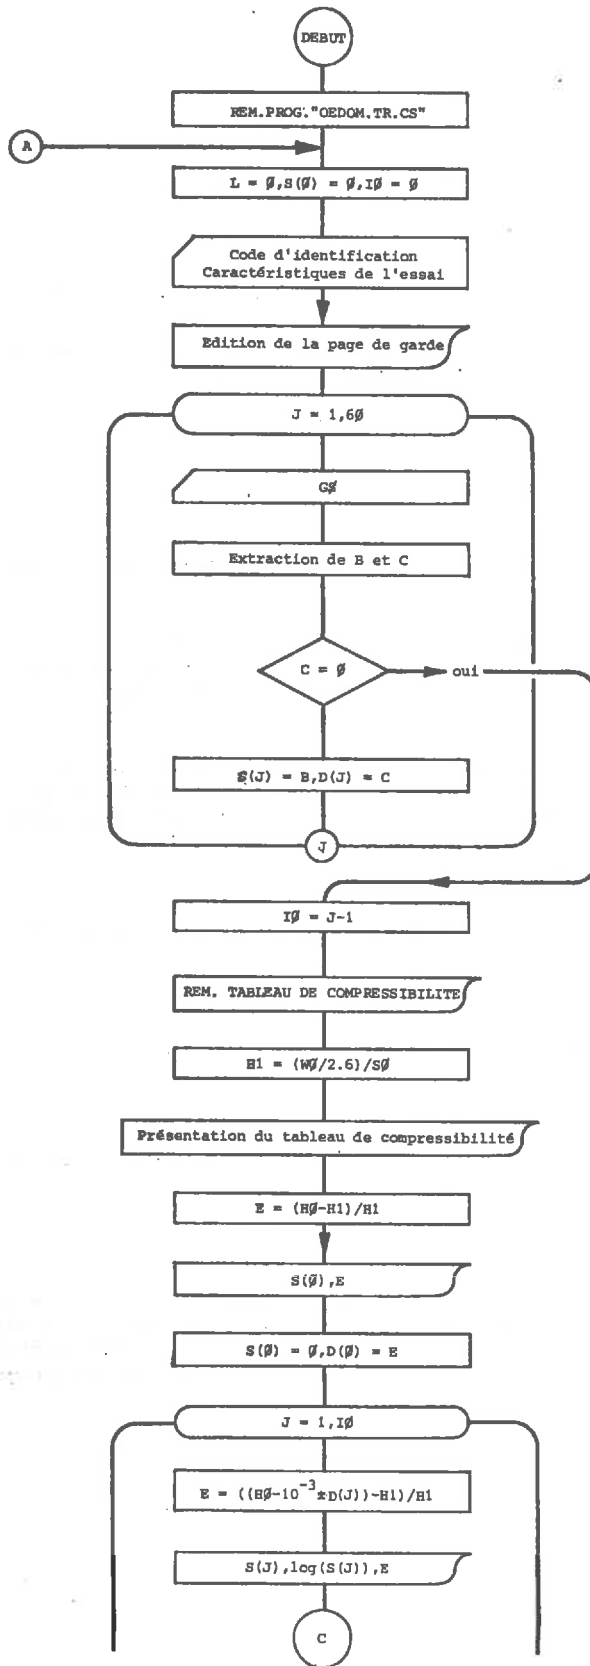 DEBUT
REM.PROG."OEDOM.TR.CS"
A
L = Ø,S(Ø) = Ø,IØ = Ø
Code d'identification
Caractéristiques de l'essai
Edition de la page de garde
J = 1,6Ø
GØ
Extraction de B et C
C = Ø
oui
S(J) = B,D(J) = C
J
IØ = J-1
REM. TABLEAU DE COMPRESSIBILITE
H1 = (WØ/2.6)/SØ
Présentation du tableau de compressibilité
E = (HØ-H1)/H1
S(Ø),E
S(Ø) = Ø,D(Ø) = E
J = 1,IØ
E = ((HØ-10⁻³*D(J))-H1)/H1
S(J),log(S(J)),E
C